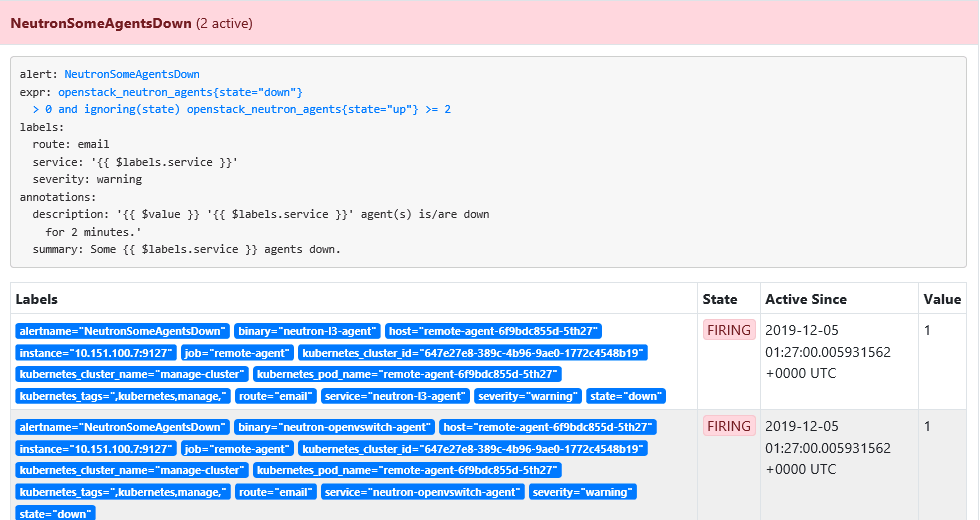 NeutronSomeAgentsDown (2 active)
alert: NeutronSomeAgentsDown
expr: openstack_neutron_agents{state="down"}
> 0 and ignoring(state) openstack_neutron_agents{state="up"} >= 2
labels:
route: email
service: '{{ $labels.service }}'
severity: warning
annotations:
description: '{{ $value }} '{{ $labels.service }}' agent(s) is/are down
for 2 minutes.'
summary: Some {{ $labels.service }} agents down.
Labels State Active Since Value
alertname="NeutronSomeAgentsDown" binary="neutron-l3-agent" host="remote-agent-6f9bdc855d-5th27" FIRING 2019-12-05 1
instance="10.151.100.7:9127" job="remote-agent" kubernetes_cluster_id="647e27e8-389c-4b96-9ae0-1772c4548b19" 01:27:00.005931562
kubernetes_cluster_name="manage-cluster" kubernetes_pod_name="remote-agent-6f9bdc855d-5th27" +0000 UTC
kubernetes_tags=",kubernetes,manage," route="email" service="neutron-l3-agent" severity="warning" state="down"
alertname="NeutronSomeAgentsDown" binary="neutron-openvswitch-agent" host="remote-agent-6f9bdc855d-5th27" FIRING 2019-12-05 1
instance="10.151.100.7:9127" job="remote-agent" kubernetes_cluster_id="647e27e8-389c-4b96-9ae0-1772c4548b19" 01:27:00.005931562
kubernetes_cluster_name="manage-cluster" kubernetes_pod_name="remote-agent-6f9bdc855d-5th27" +0000 UTC
kubernetes_tags=",kubernetes,manage," route="email" service="neutron-openvswitch-agent" severity="warning"
state="down"